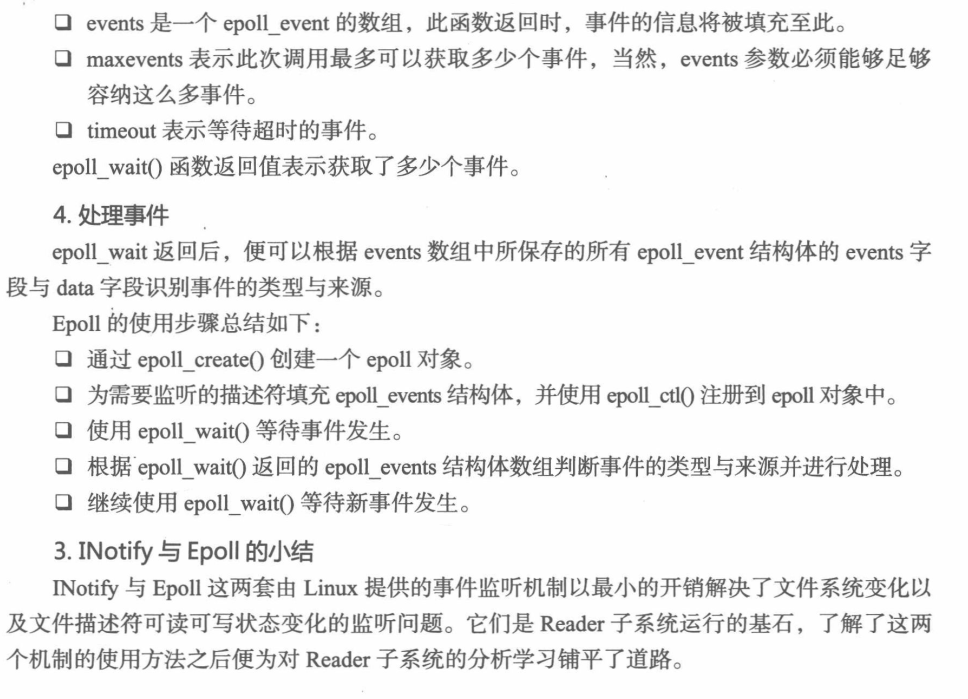 ❑ events 是一个 epoll_event 的数组，此函数返回时，事件的信息将被填充至此。
❑ maxevents 表示此次调用最多可以获取多少个事件，当然，events 参数必须能够足够
容纳这么多事件。
❑ timeout 表示等待超时的事件。
epoll_wait() 函数返回值表示获取了多少个事件。
4. 处理事件
epoll_wait 返回后，便可以根据 events 数组中所保存的所有 epoll_event 结构体的 events 字
段与 data 字段识别事件的类型与来源。
Epoll 的使用步骤总结如下：
❑ 通过 epoll_create() 创建一个 epoll 对象。
❑ 为需要监听的描述符填充 epoll_events 结构体，并使用 epoll_ctl() 注册到 epoll 对象中。
❑ 使用 epoll_wait() 等待事件发生。
❑ 根据 epoll_wait() 返回的 epoll_events 结构体数组判断事件的类型与来源并进行处理。
❑ 继续使用 epoll_wait() 等待新事件发生。
3. INotify 与 Epoll 的小结
INotify 与 Epoll 这两套由 Linux 提供的事件监听机制以最小的开销解决了文件系统变化以
及文件描述符可读可写状态变化的监听问题。它们是 Reader 子系统运行的基石，了解了这两
个机制的使用方法之后便为对 Reader 子系统的分析学习铺平了道路。